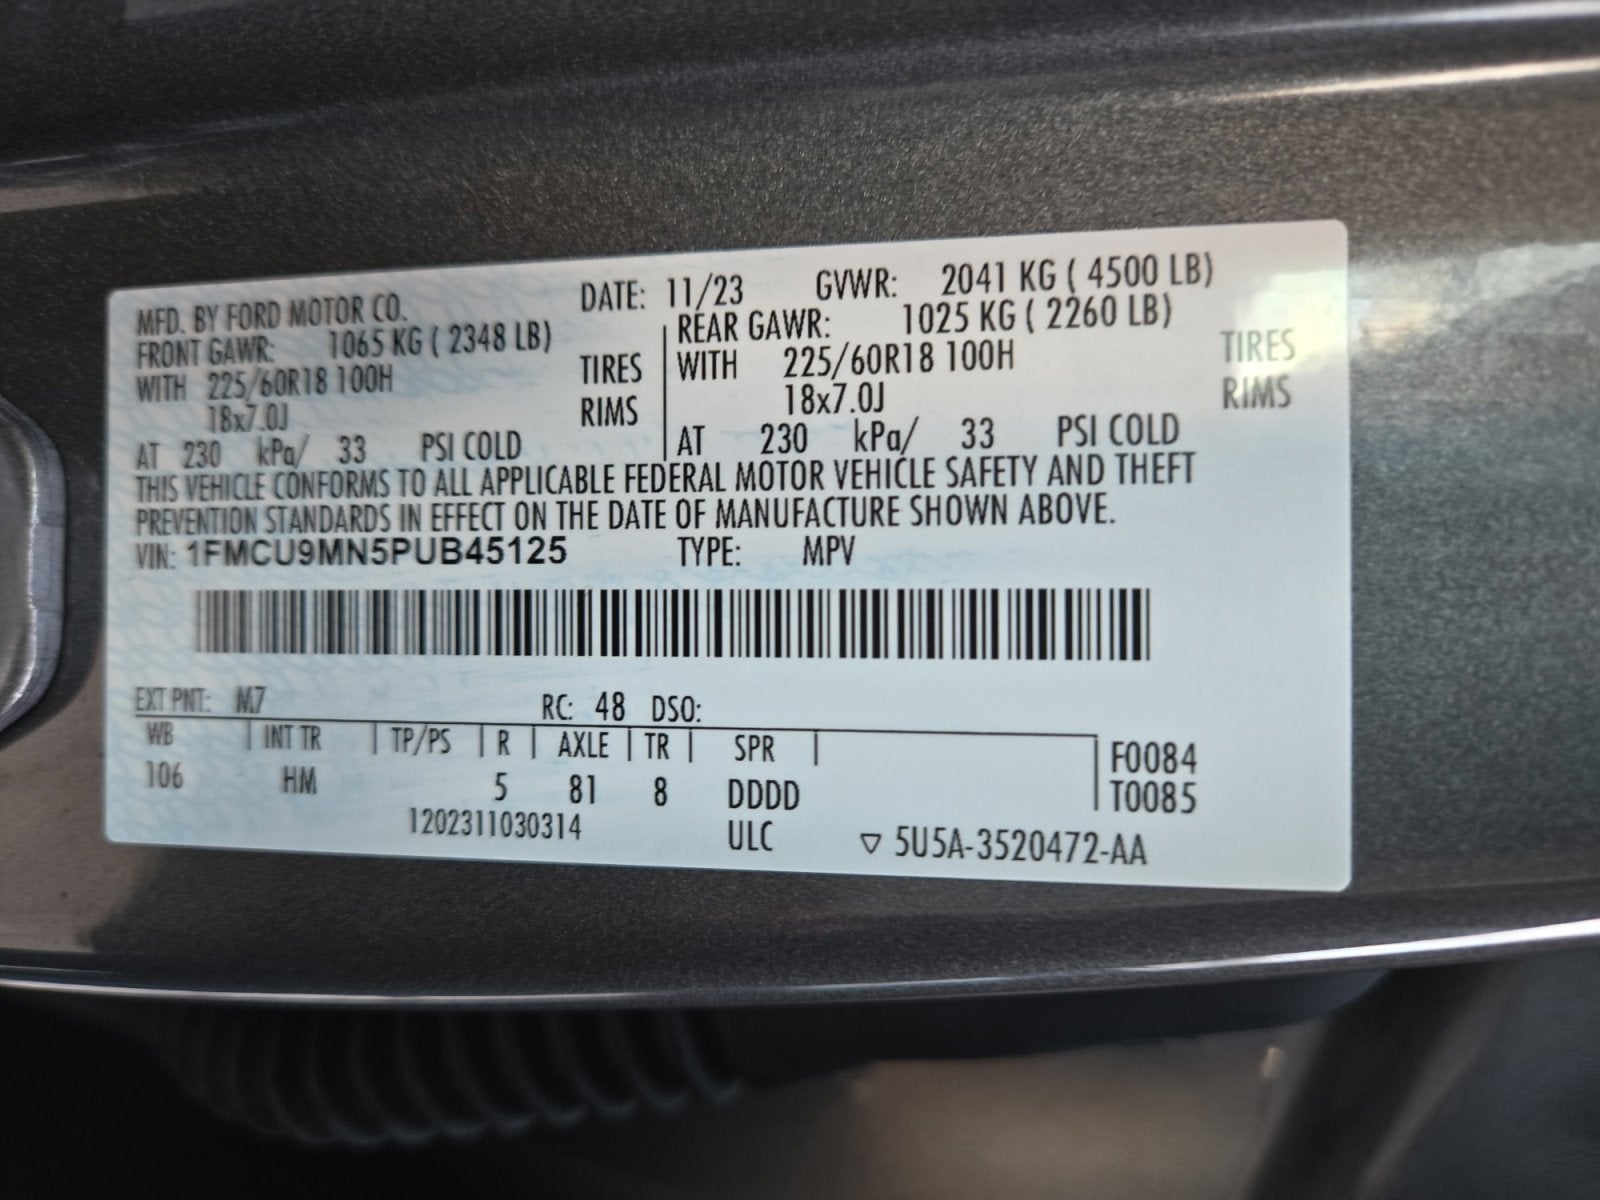 MFD. BY FORD MOTOR CO. DATE: 11/23 GVWR: 2041 KG ( 4500 LB)
FRONT GAWR: 1065 KG ( 2348 LB) REAR GAWR: 1025 KG ( 2260 LB)
WITH 225/60R18 100H TIRES WITH 225/60R18 100H TIRES
18x7.0J RIMS 18x7.0J RIMS
AT 230 kPa/ 33 PSI COLD AT 230 kPa/ 33 PSI COLD
THIS VEHICLE CONFORMS TO ALL APPLICABLE FEDERAL MOTOR VEHICLE SAFETY AND THEFT
PREVENTION STANDARDS IN EFFECT ON THE DATE OF MANUFACTURE SHOWN ABOVE.
VIN: 1FMCU9MN5PUB45125 TYPE: MPV
EXT PNT: M7 RC: 48 DSO:
WB | INT TR | TP/PS | R | AXLE | TR | SPR | F0084
106 HM 5 81 8 DDDD T0085
1202311030314 ULC ▽ 5U5A-3520472-AA